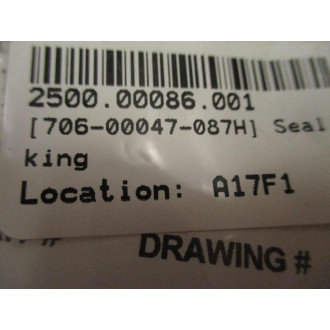 2500.00086.001
[706-00047-087H] Seal
king
Location: A17F1
DRAWING #